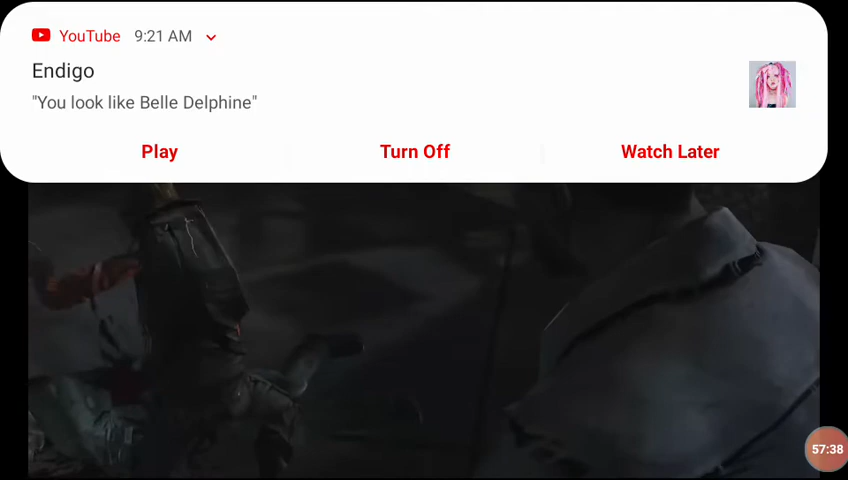 YouTube 9:21 AM
Endigo
"You look like Belle Delphine"
Play Turn Off Watch Later
57:38